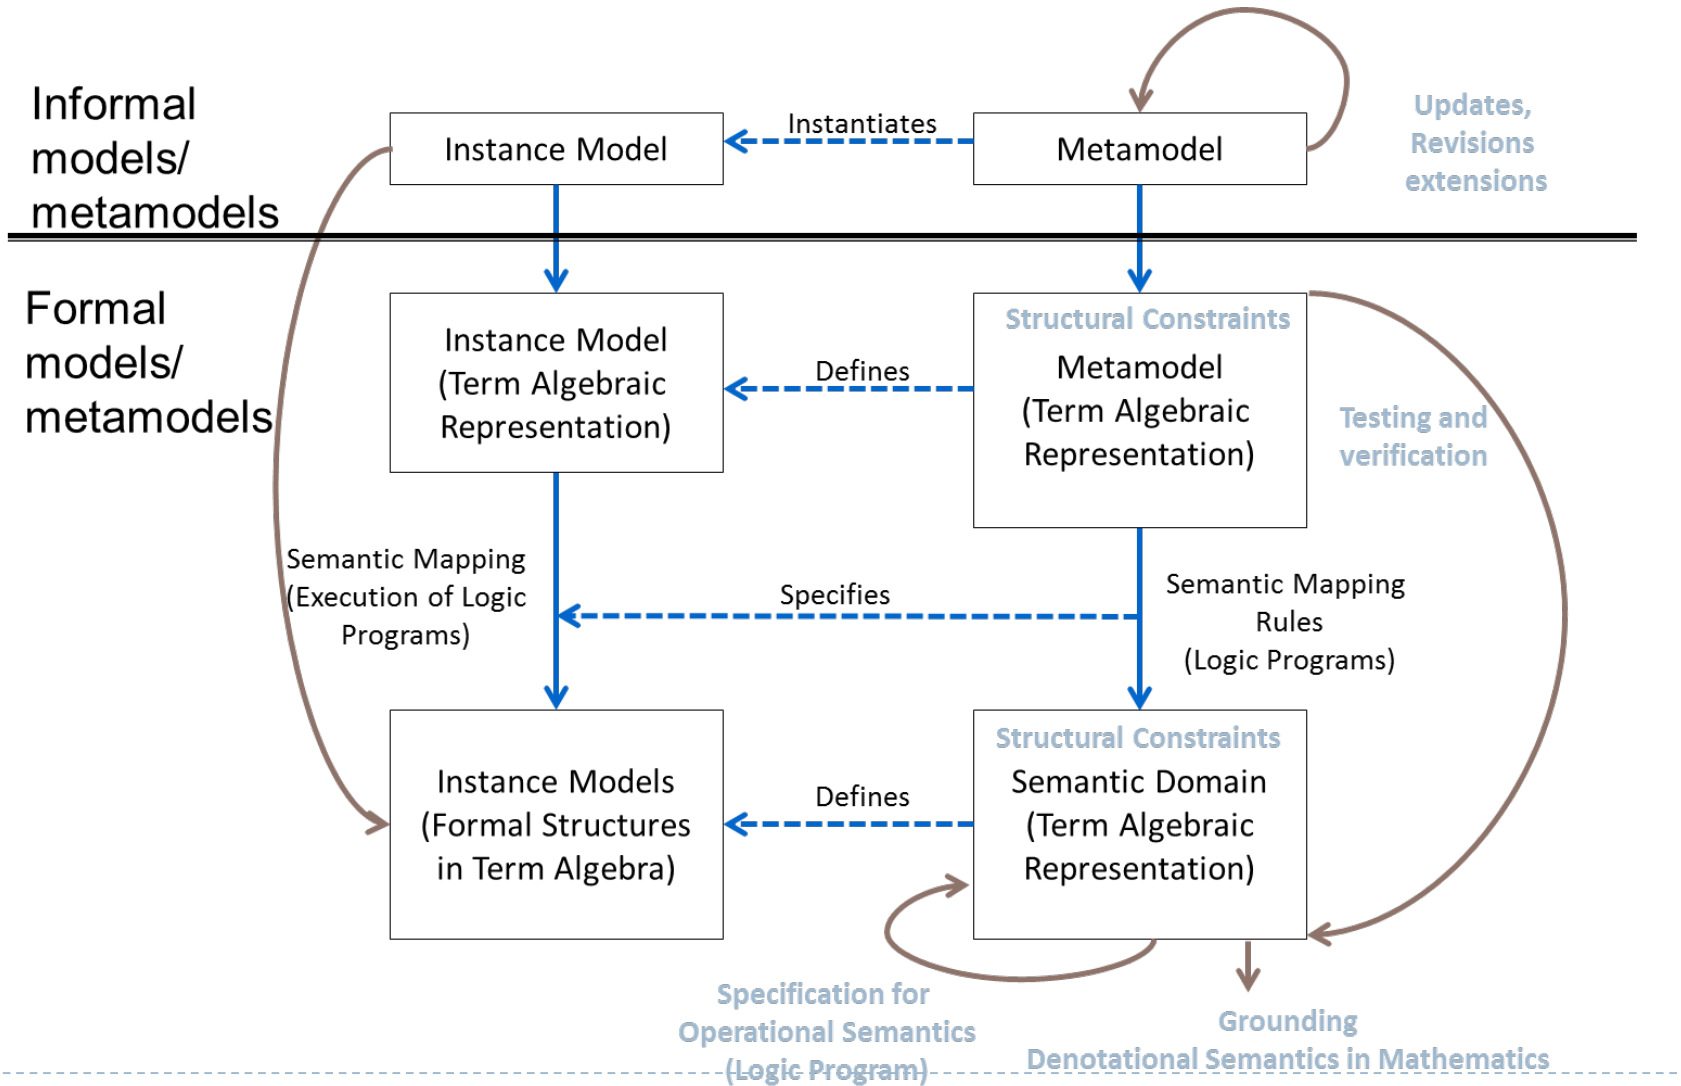 Informal
models/
metamodels
Instance Model
Instantiates
Metamodel
Updates,
Revisions
extensions
Formal
models/
metamodels
Instance Model
(Term Algebraic
Representation)
Defines
Structural Constraints
Metamodel
(Term Algebraic
Representation)
Testing and
verification
Semantic Mapping
(Execution of Logic
Programs)
Specifies
Semantic Mapping
Rules
(Logic Programs)
Instance Models
(Formal Structures
in Term Algebra)
Defines
Structural Constraints
Semantic Domain
(Term Algebraic
Representation)
Specification for
Operational Semantics
(Logic Program)
Grounding
Denotational Semantics in Mathematics